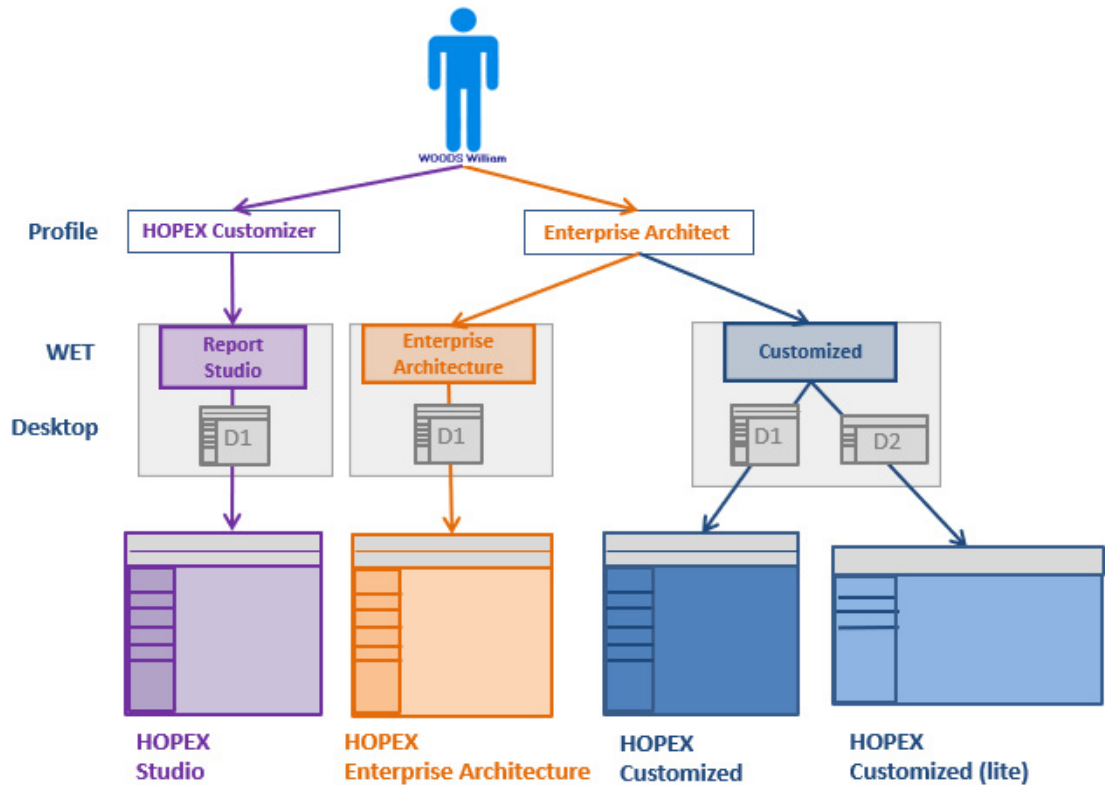 WOODS William
Profile
HOPEX Customizer
Enterprise Architect
WET
Report
Studio
Enterprise
Architecture
Customized
Desktop
D1
D1
D1
D2
HOPEX
Studio
HOPEX
Enterprise Architecture
HOPEX
Customized
HOPEX
Customized (lite)